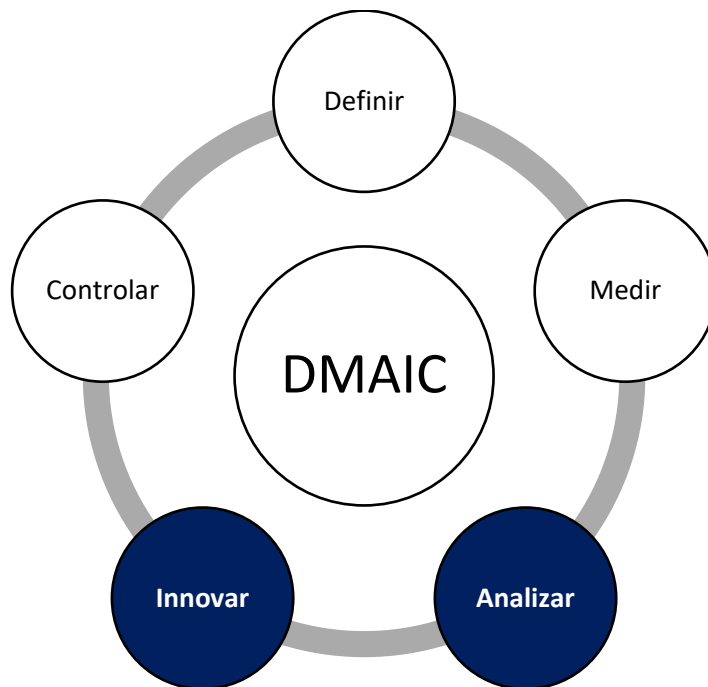 Definir
Controlar
Medir
DMAIC
Innovar
Analizar